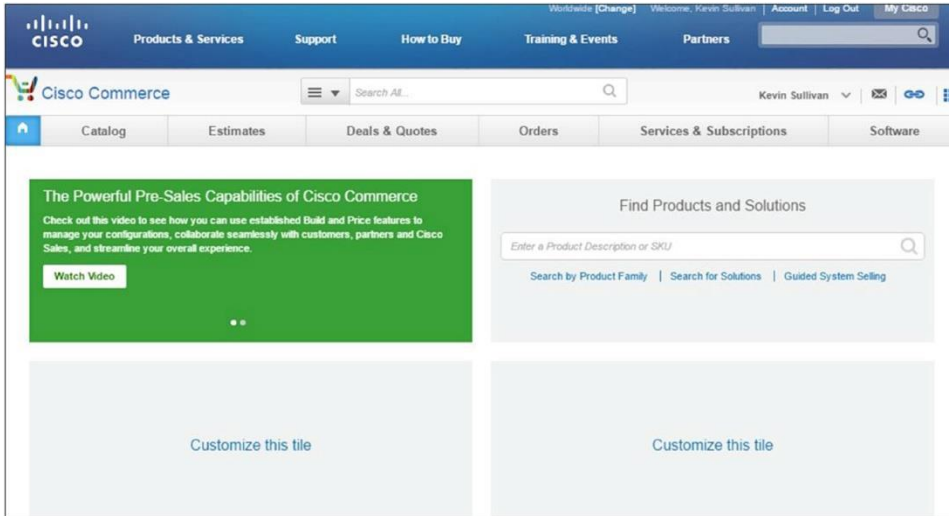 Worldwide [Change] Welcome, Kevin Sullivan | Account | Log Out My Cisco
CISCO
Products & Services Support How to Buy Training & Events Partners
Cisco Commerce
Search All...
Kevin Sullivan
Catalog Estimates Deals & Quotes Orders Services & Subscriptions Software
The Powerful Pre-Sales Capabilities of Cisco Commerce
Check out this video to see how you can use established Build and Price features to
manage your configurations, collaborate seamlessly with customers, partners and Cisco
Sales, and streamline your overall experience.
Watch Video
Find Products and Solutions
Enter a Product Description or SKU
Search by Product Family | Search for Solutions | Guided System Selling
Customize this tile
Customize this tile